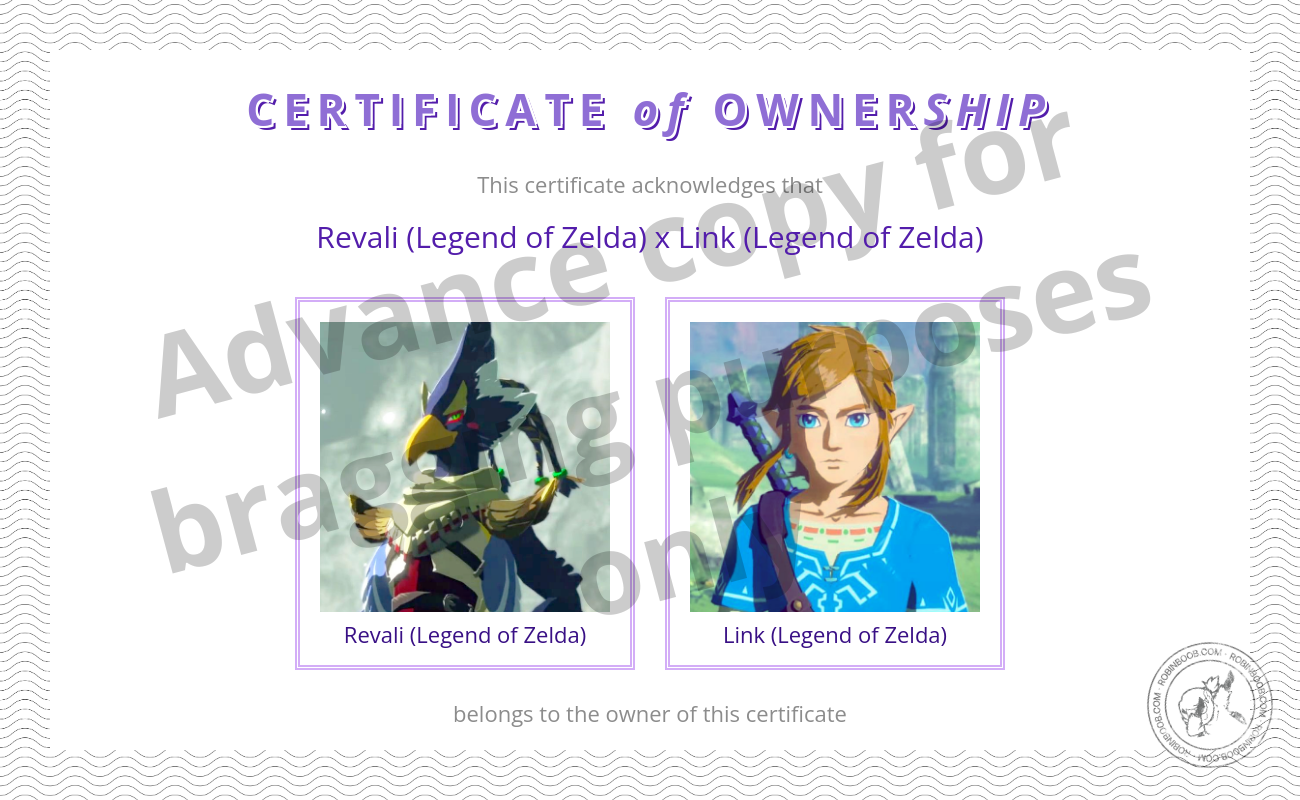 CERTIFICATE of OWNERSHIP
This certificate acknowledges that
Revali (Legend of Zelda) x Link (Legend of Zelda)
Advance copy for
bragging purposes
only
Revali (Legend of Zelda)
Link (Legend of Zelda)
belongs to the owner of this certificate
ROBINBOOB.COM · ROBINBOOB.COM · ROBINBOOB.COM · ROBINBOOB.COM ·